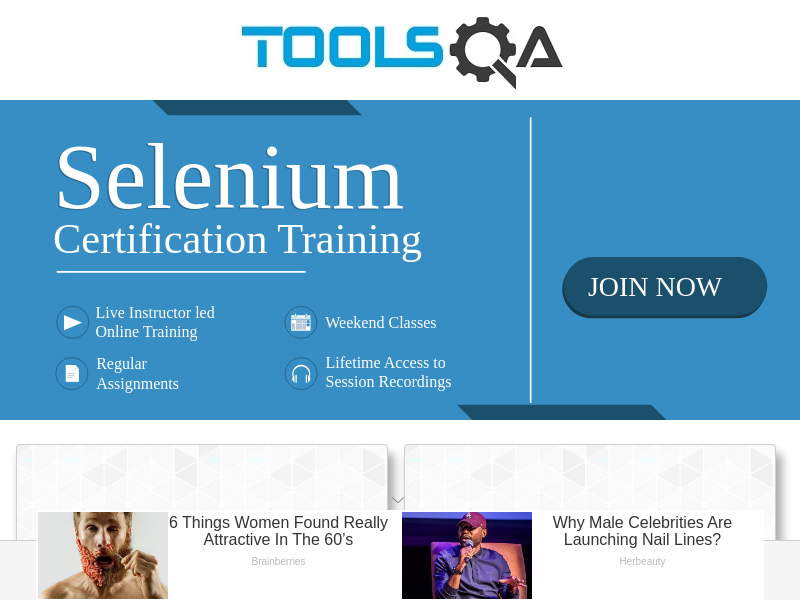 TOOLSQA
Selenium
Certification Training
JOIN NOW
Live Instructor led
Online Training
Weekend Classes
Regular
Assignments
Lifetime Access to
Session Recordings
6 Things Women Found Really
Attractive In The 60's
Brainberries
Why Male Celebrities Are
Launching Nail Lines?
Herbeauty